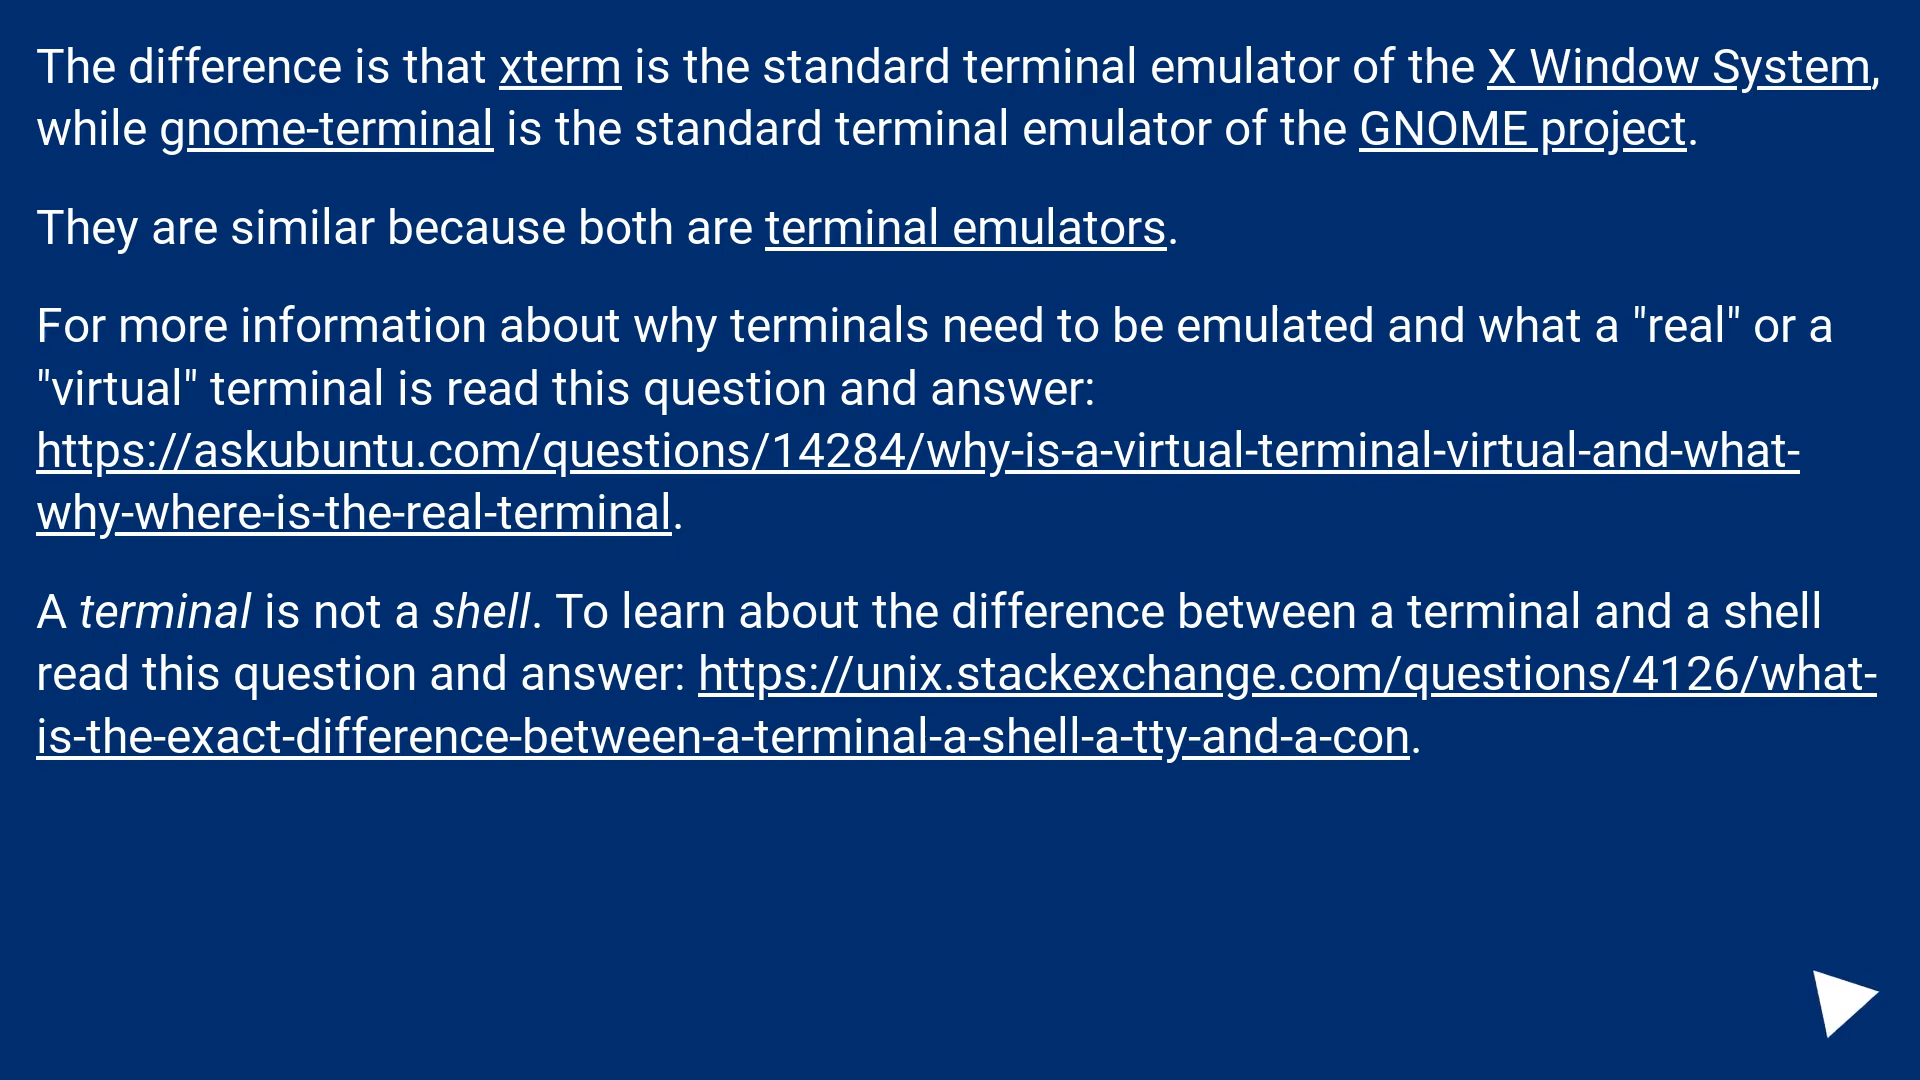 The difference is that xterm is the standard terminal emulator of the X Window System,
while gnome-terminal is the standard terminal emulator of the GNOME project.
They are similar because both are terminal emulators.
For more information about why terminals need to be emulated and what a "real" or a
"virtual" terminal is read this question and answer:
https://askubuntu.com/questions/14284/why-is-a-virtual-terminal-virtual-and-what-
why-where-is-the-real-terminal.
A terminal is not a shell. To learn about the difference between a terminal and a shell
read this question and answer: https://unix.stackexchange.com/questions/4126/what-
is-the-exact-difference-between-a-terminal-a-shell-a-tty-and-a-con.